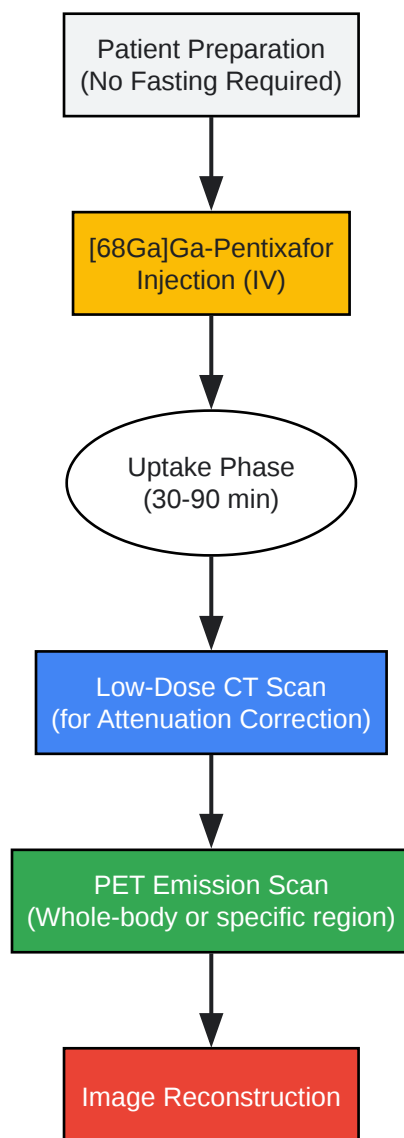 Patient Preparation
(No Fasting Required)
[68Ga]Ga-Pentixafor
Injection (IV)
Uptake Phase
(30-90 min)
Low-Dose CT Scan
(for Attenuation Correction)
PET Emission Scan
(Whole-body or specific region)
Image Reconstruction